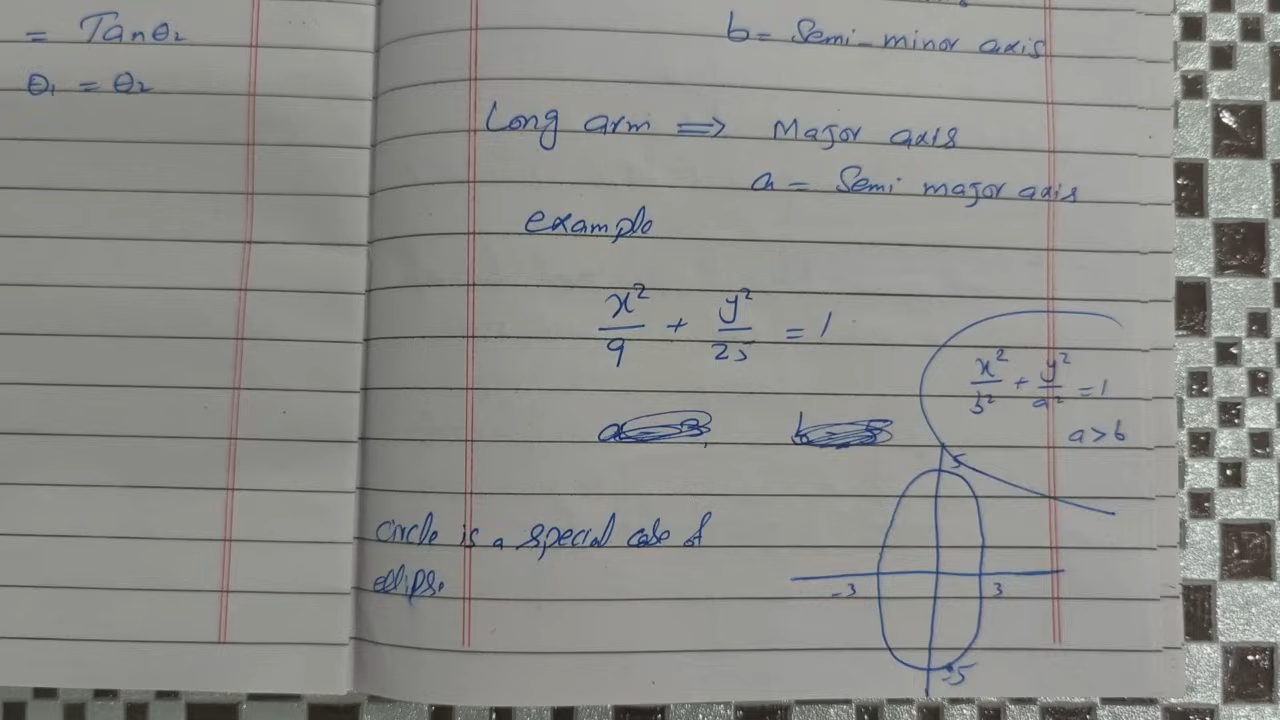 = Tanθ₂
θ₁ = θ₂
b = Semi-minor axis
Long arm ⇒ Major axis
a = Semi major axis
example
x²/9 + y²/25 = 1
x²/b² + y²/a² = 1
a > b
5
circle is a special case of
ellipse
-3 3
-5